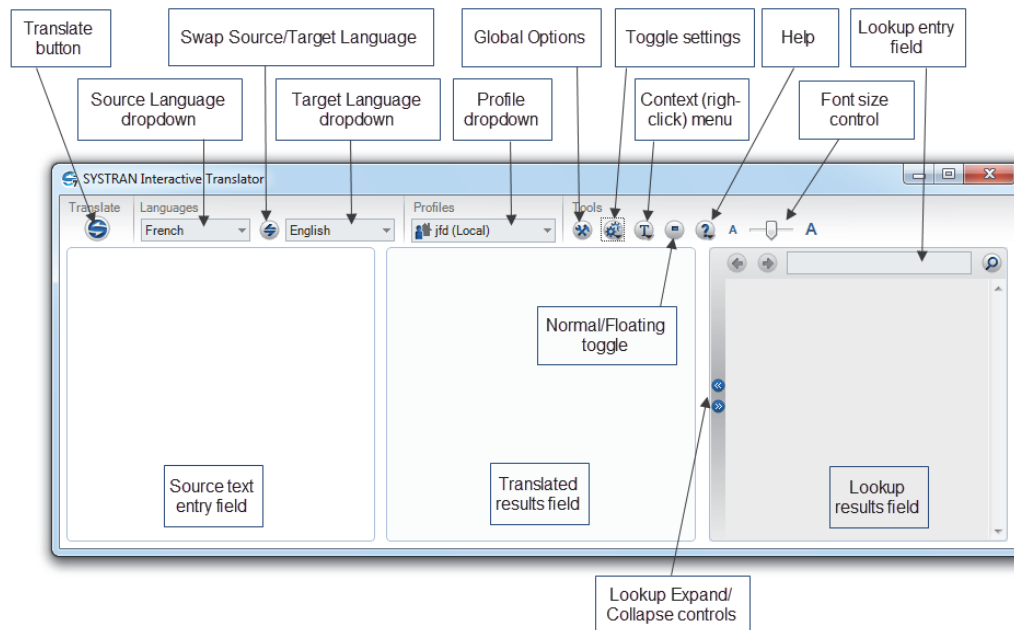 Translate
button
Swap Source/Target Language
Global Options
Toggle settings
Help
Lookup entry
field
Source Language
dropdown
Target Language
dropdown
Profile
dropdown
Context (righ-
click) menu
Font size
control
SYSTRAN Interactive Translator
Translate
Languages
Profiles
Tools
French
English
jfd (Local)
T
?
A
A
Normal/Floating
toggle
Source text
entry field
Translated
results field
Lookup
results field
Lookup Expand/
Collapse controls